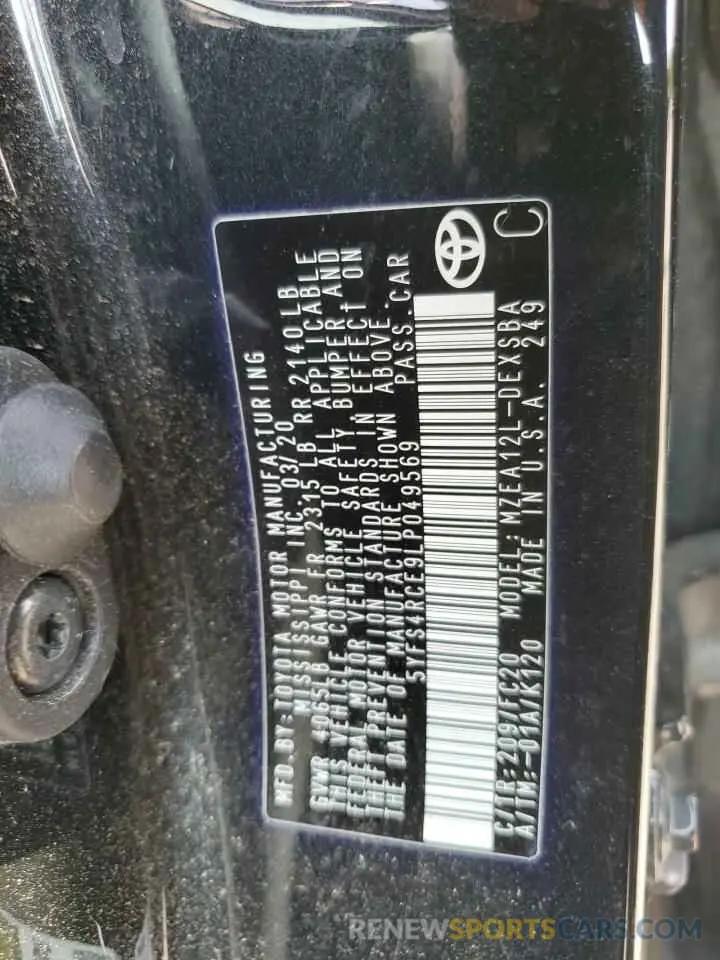 MFD.BY: TOYOTA MOTOR MANUFACTURING
MISSISSIPPI, INC. 03/20
GVWR 4065LB GAWR FR 2315 LB RR 2140 LB
THIS VEHICLE CONFORMS TO ALL APPLICABLE
FEDERAL MOTOR VEHICLE SAFETY, BUMPER AND
THEFT PREVENTION STANDARDS IN EFFECT ON
THE DATE OF MANUFACTURE SHOWN ABOVE.
5YFS4RCE9LP049569 PASS.CAR
C/TR: 209/FC20 MODEL: MZEA12L-DEXSBA
A/TM: -01A/K120 MADE IN U.S.A. 249
C
RENEWSPORTSCARS.COM